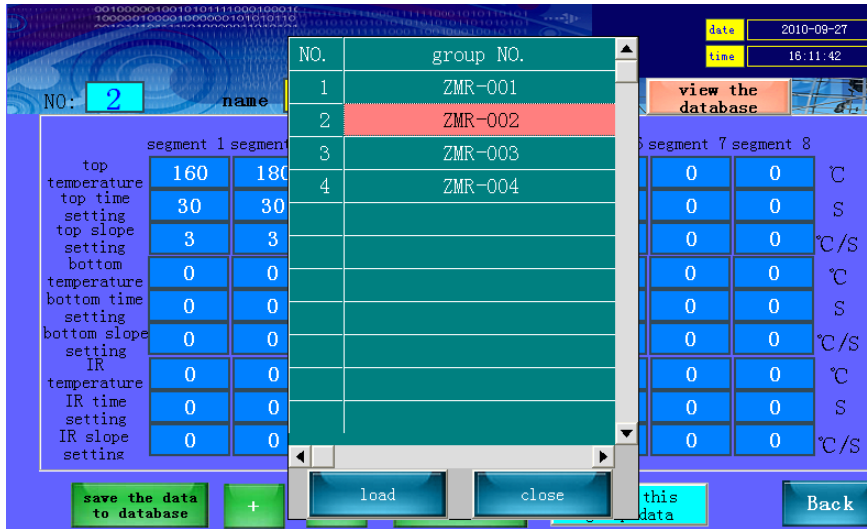 date 2010-09-27
time 16:11:42
NO: 2 name
view the
database
NO. group NO.
1 ZMR-001
2 ZMR-002
3 ZMR-003
4 ZMR-004
segment 1 segment segment 7 segment 8
top
temperature 160 180 0 0 ℃
top time
setting 30 30 0 0 S
top slope
setting 3 3 0 0 ℃/S
bottom
temperature 0 0 0 0 ℃
bottom time
setting 0 0 0 0 S
bottom slope
setting 0 0 0 0 ℃/S
IR
temperature 0 0 0 0 ℃
IR time
setting 0 0 0 0 S
IR slope
setting 0 0 0 0 ℃/S
load close
save the data
to database
+
this
data
Back